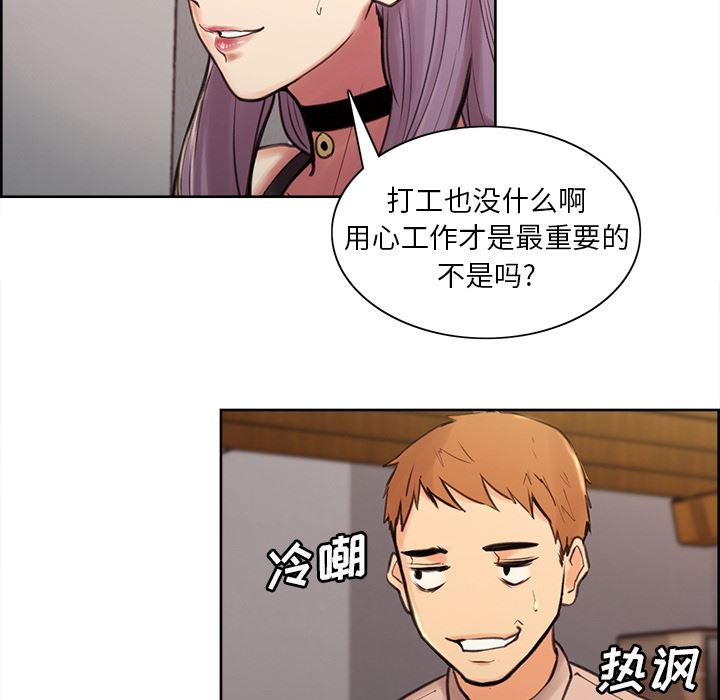 打工也没什么啊
用心工作才是最重要的
不是吗?
冷嘲
热讽